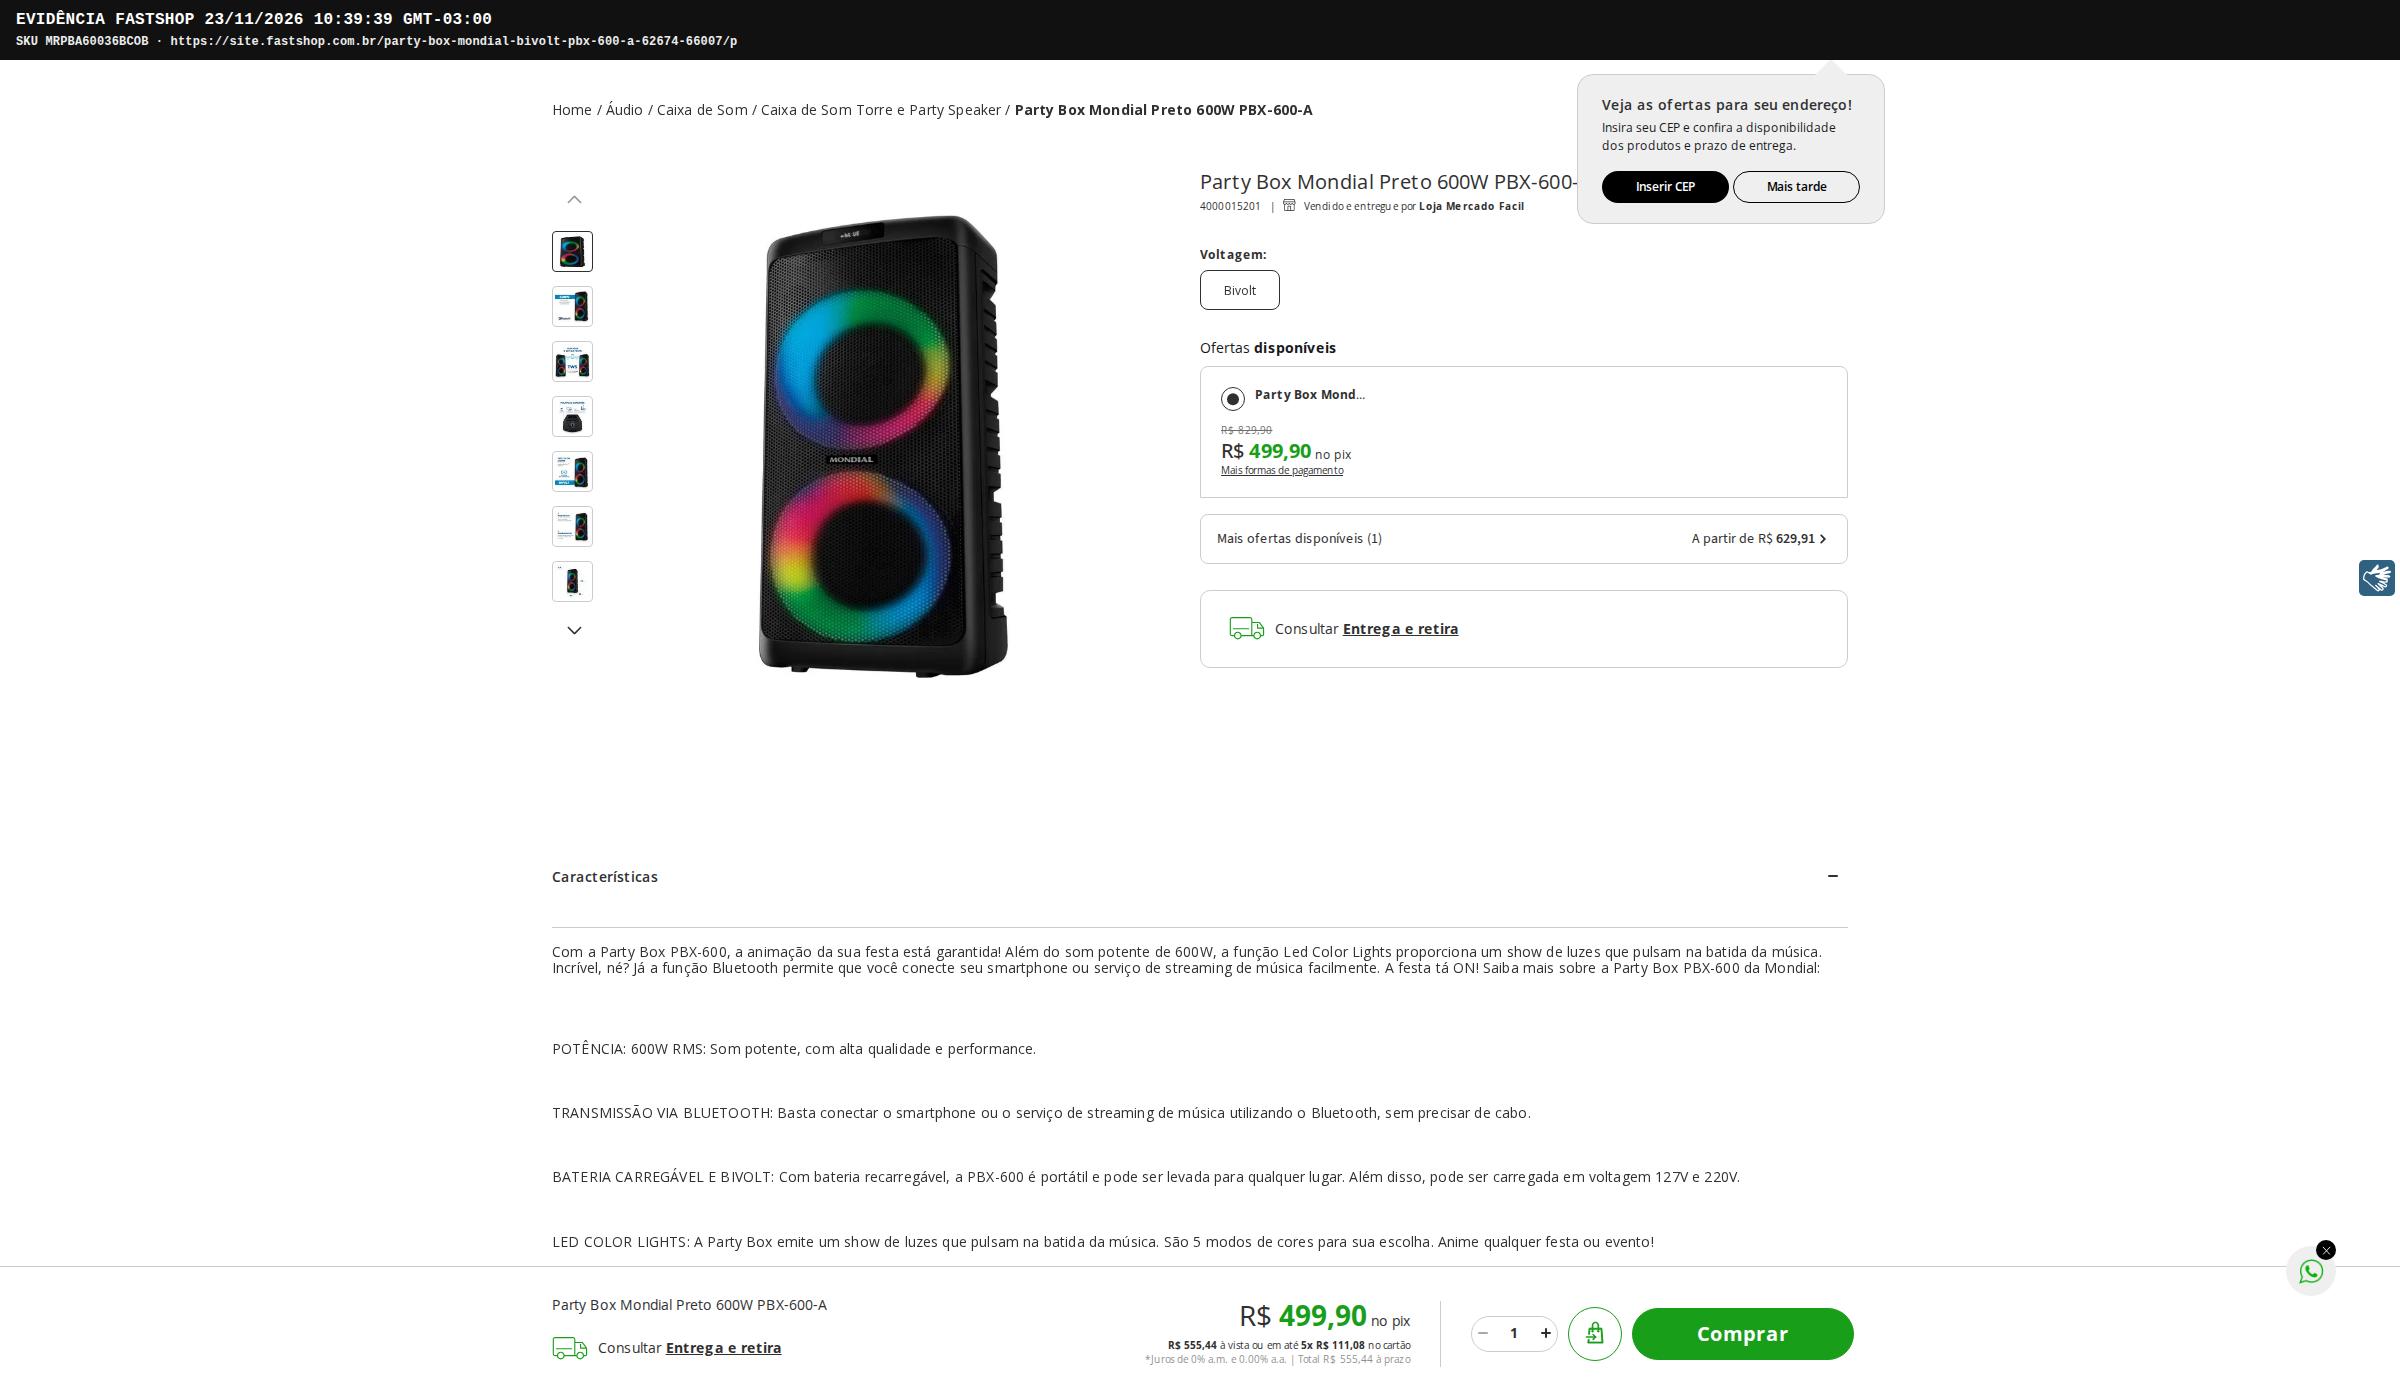 EVIDÊNCIA FASTSHOP 23/11/2026 10:39:39 GMT-03:00
SKU MRPBA60036BCOB · https://site.fastshop.com.br/party-box-mondial-bivolt-pbx-600-a-62674-66007/p
Veja as ofertas para seu endereço!
Insira seu CEP e confira a disponibilidade
dos produtos e prazo de entrega.
Inserir CEP
Mais tarde
Home / Áudio / Caixa de Som / Caixa de Som Torre e Party Speaker / Party Box Mondial Preto 600W PBX-600-A
Party Box Mondial Preto 600W PBX-600-
4000015201 | Vendido e entregue por Loja Mercado Facil
Voltagem:
Bivolt
Ofertas disponíveis
Party Box Mond...
R$ 829,90
R$ 499,90 no pix
Mais formas de pagamento
MONDIAL
Mais ofertas disponíveis (1)
A partir de R$ 629,91
Consultar Entrega e retira
Características
Com a Party Box PBX-600, a animação da sua festa está garantida! Além do som potente de 600W, a função Led Color Lights proporciona um show de luzes que pulsam na batida da música.
Incrível, né? Já a função Bluetooth permite que você conecte seu smartphone ou serviço de streaming de música facilmente. A festa tá ON! Saiba mais sobre a Party Box PBX-600 da Mondial:
POTÊNCIA: 600W RMS: Som potente, com alta qualidade e performance.
TRANSMISSÃO VIA BLUETOOTH: Basta conectar o smartphone ou o serviço de streaming de música utilizando o Bluetooth, sem precisar de cabo.
BATERIA CARREGÁVEL E BIVOLT: Com bateria recarregável, a PBX-600 é portátil e pode ser levada para qualquer lugar. Além disso, pode ser carregada em voltagem 127V e 220V.
LED COLOR LIGHTS: A Party Box emite um show de luzes que pulsam na batida da música. São 5 modos de cores para sua escolha. Anime qualquer festa ou evento!
Party Box Mondial Preto 600W PBX-600-A
Consultar Entrega e retira
R$ 499,90 no pix
R$ 555,44 à vista ou em até 5x R$ 111,08 no cartão
*Juros de 0% a.m. e 0.00% a.a. | Total R$ 555,44 à prazo
1
Comprar